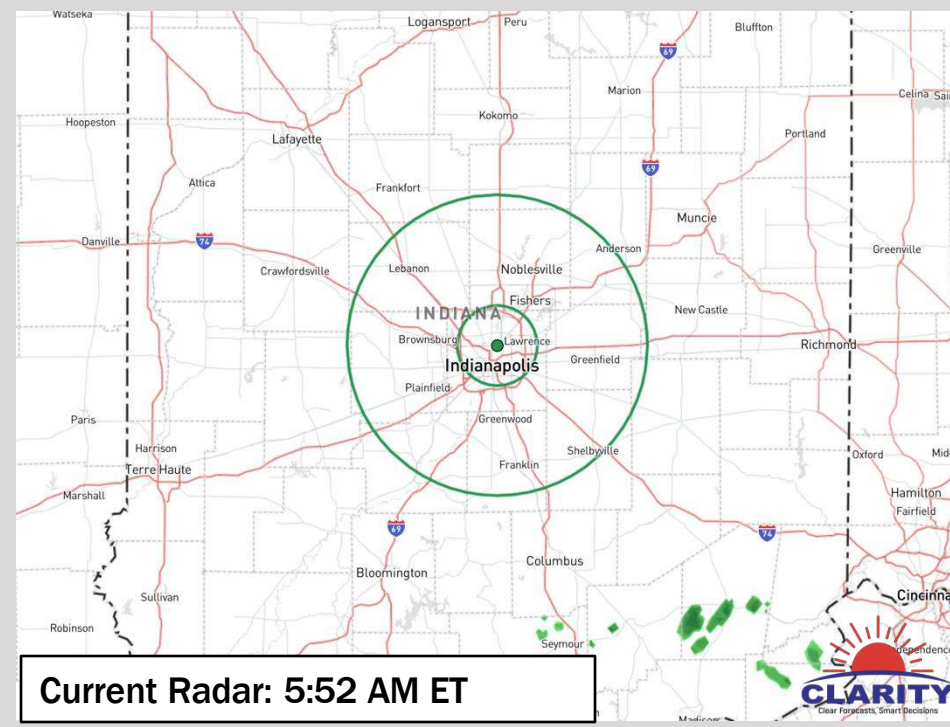 Watseka
Logansport
Peru
Bluffton
69
Marion
Celina
Hoopeston
Kokomo
Lafayette
Portland
69
Attica
Frankfort
Muncie
Danville
74
Anderson
Greenville
Crawfordsville
Lebanon
Noblesville
Fishers
INDIANA
New Castle
Brownsburg
Lawrence
Richmond
Indianapolis
Greenfield
Plainfield
Paris
Greenwood
Harrison
Shelbyville
Oxford
Mid
Terre Haute
Franklin
Marshall
Hamilton
Fairfield
69
74
Columbus
Bloomington
Sullivan
Cincinna
Robinson
Seymour
dependence
Current Radar: 5:52 AM ET
CLARITY
Clear Forecasts, Smart Decisions
Madison